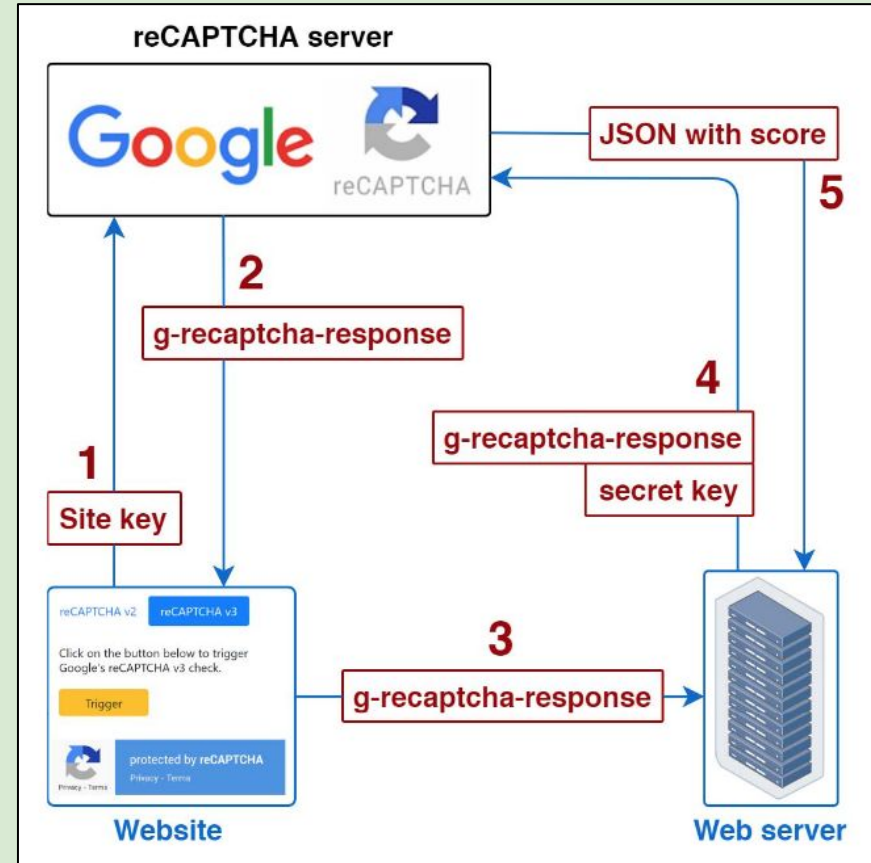 reCAPTCHA server
Google
reCAPTCHA
JSON with score
5
2
g-recaptcha-response
4
g-recaptcha-response
secret key
1
Site key
reCAPTCHA v2
reCAPTCHA v3
Click on the button below to trigger
Google's reCAPTCHA v3 check.
Trigger
protected by reCAPTCHA
Privacy - Terms
Privacy - Terms
3
g-recaptcha-response
Website
Web server